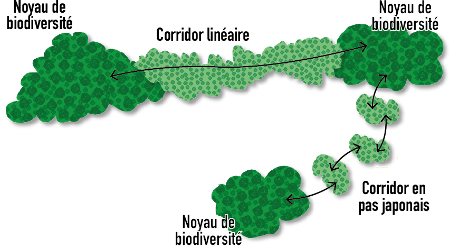 Noyau de
biodiversité
Corridor linéaire
Noyau de
biodiversité
Corridor en
pas japonais
Noyau de
biodiversité